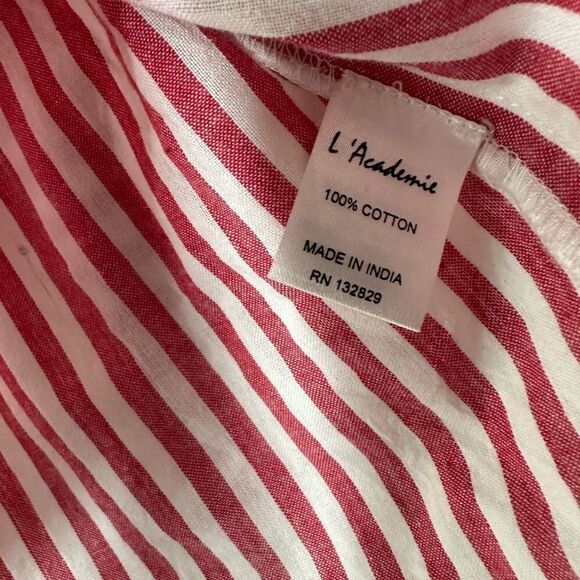 L'Academie
100% COTTON
MADE IN INDIA
RN 132829